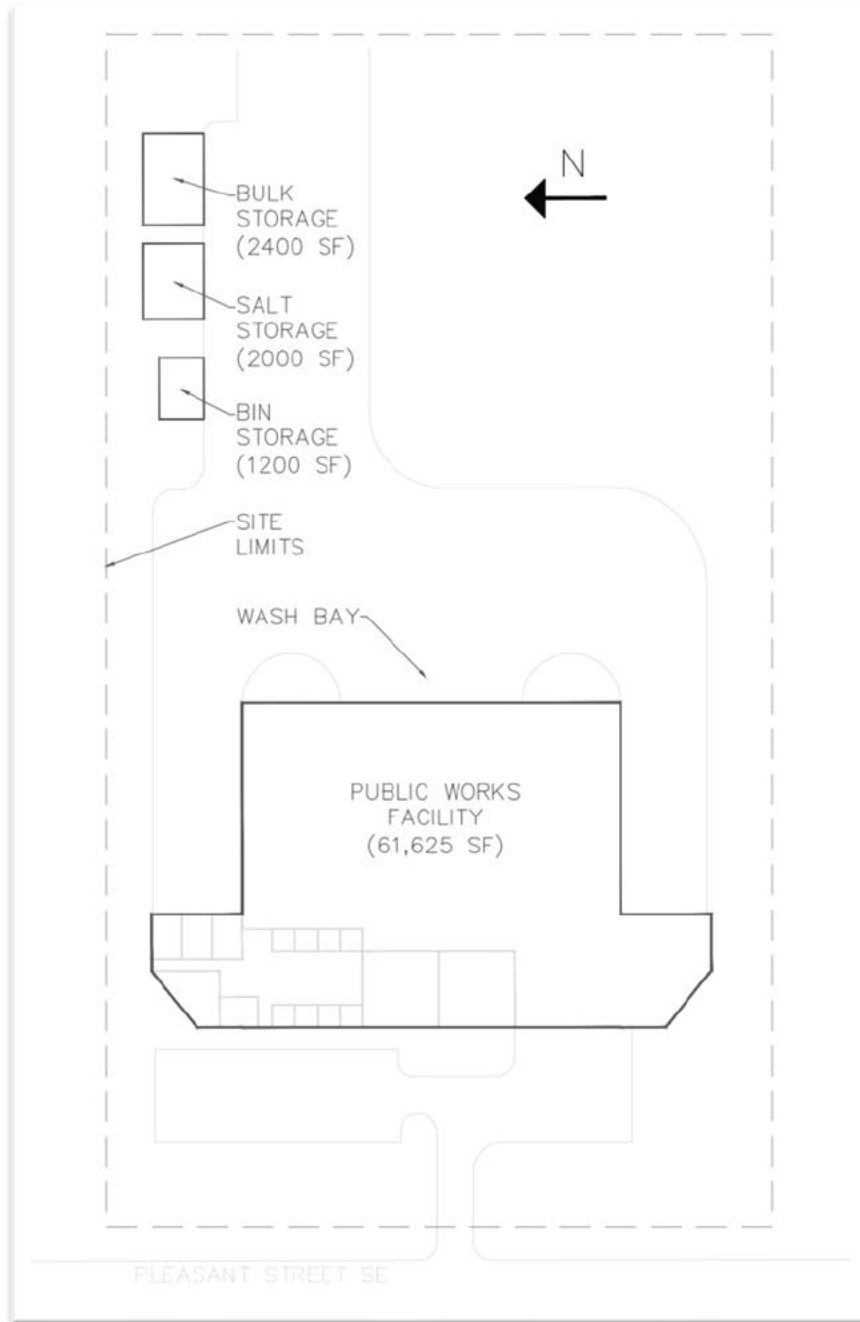 N
BULK
STORAGE
(2400 SF)
SALT
STORAGE
(2000 SF)
BIN
STORAGE
(1200 SF)
SITE
LIMITS
WASH BAY
PUBLIC WORKS
FACILITY
(61,625 SF)
PLEASANT STREET SE